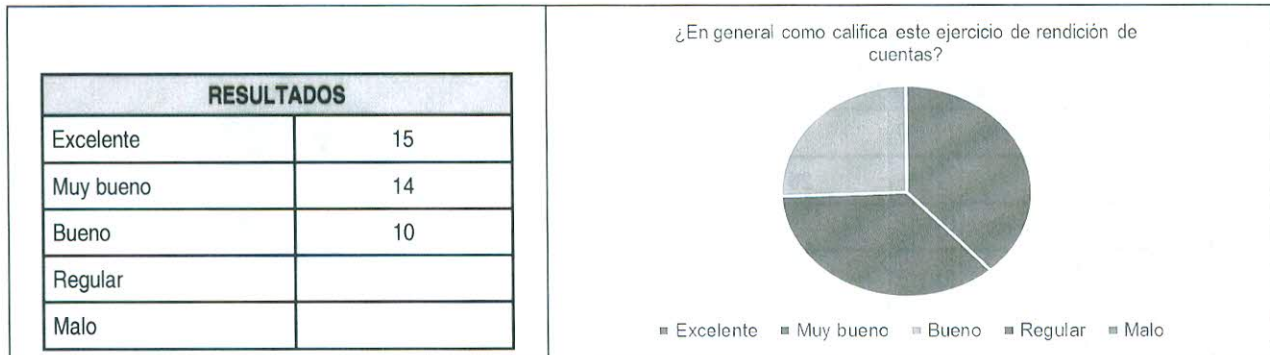 RESULTADOS
Excelente 15
Muy bueno 14
Bueno 10
Regular
Malo
¿En general como califica este ejercicio de rendición de
cuentas?
Excelente Muy bueno Bueno Regular Malo